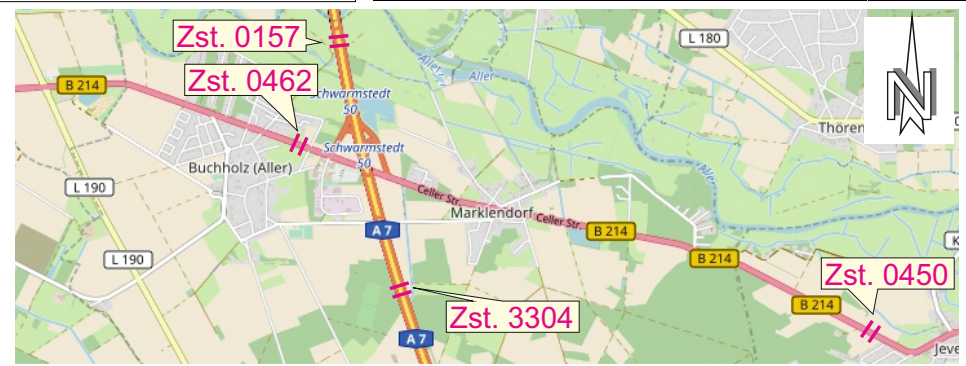 Zst. 0157
Zst. 0462
L 180
B 214
Aller
Aller
Schwarmstedt
50
Thören
Schwarmstedt
50
Buchholz (Aller)
L 190
Aller
Celler Str.
Marklendorf
Celler Str.
A 7
B 214
K
L 190
B 214
Zst. 0450
B 214
Zst. 3304
A 7
Jeve
N